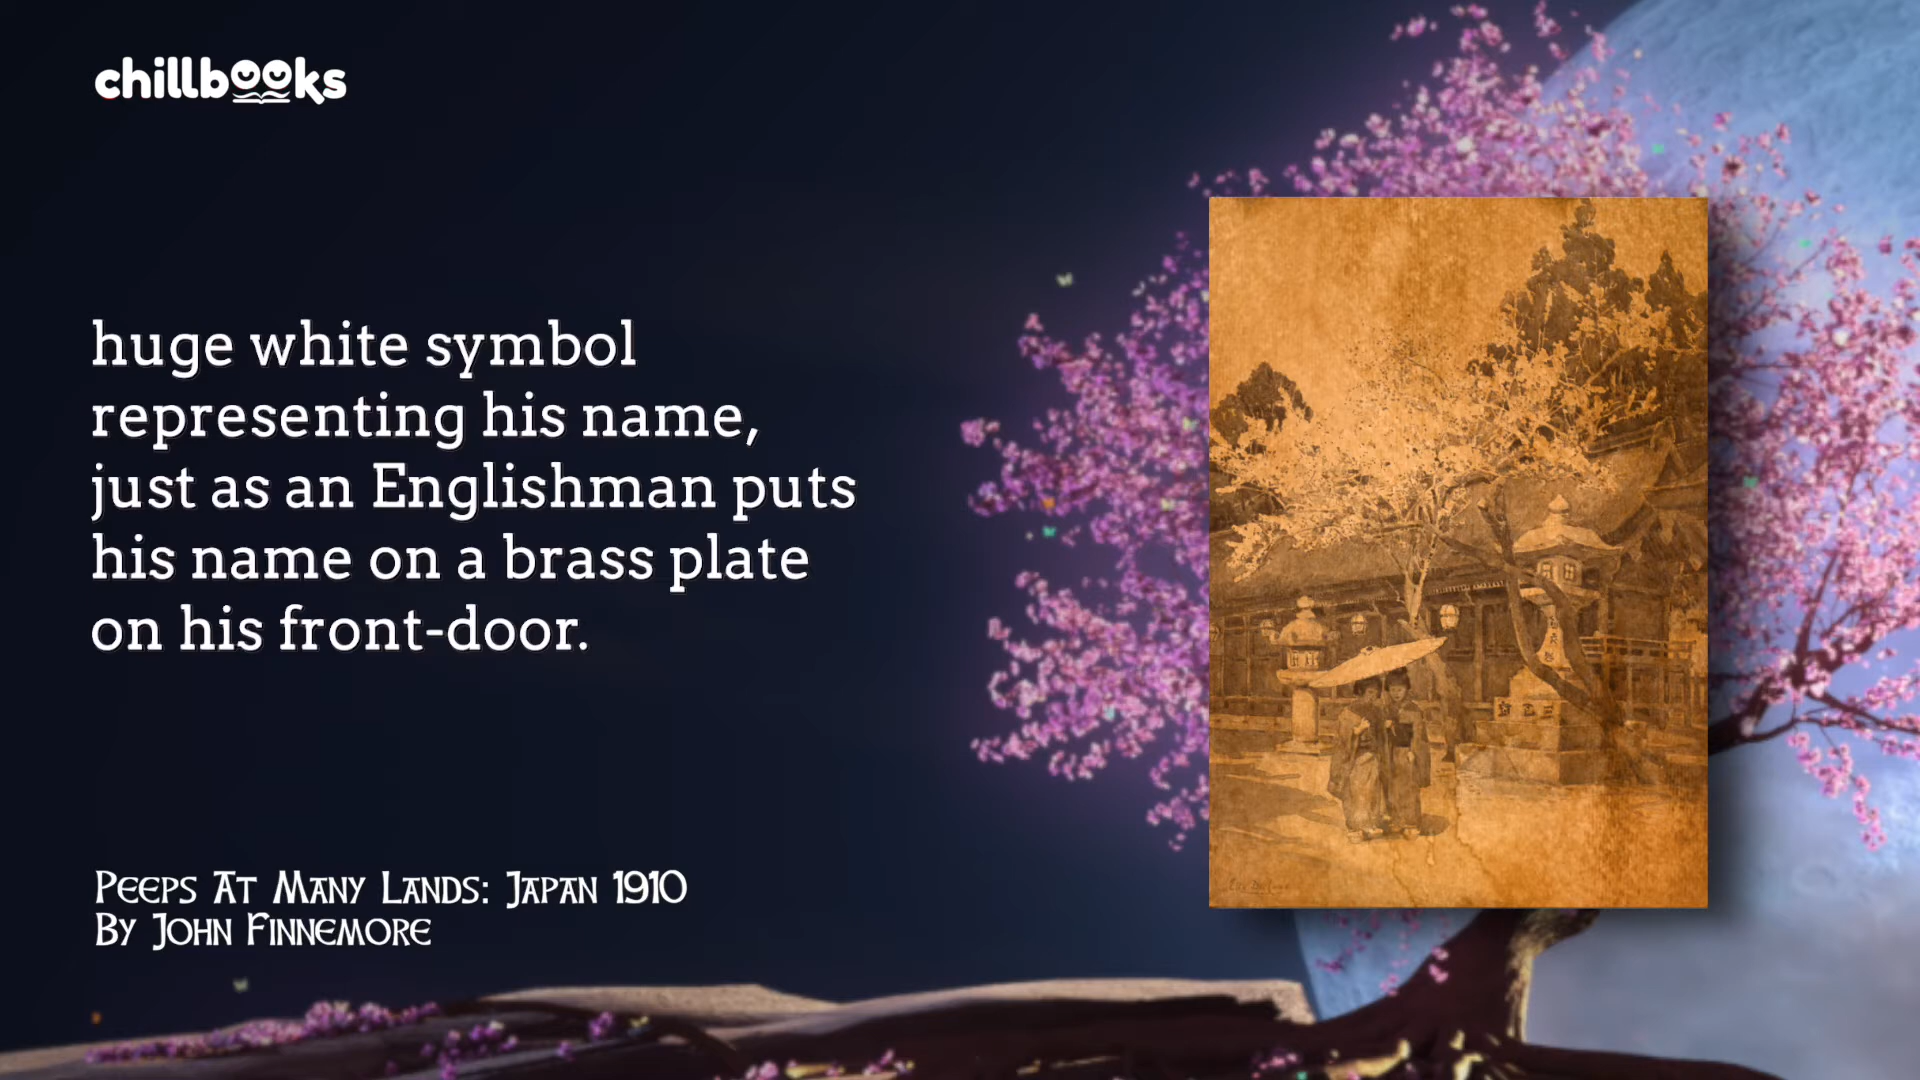 chillbooks
huge white symbol
representing his name,
just as an Englishman puts
his name on a brass plate
on his front-door.
Peeps At Many Lands: Japan 1910
By John Finnemore